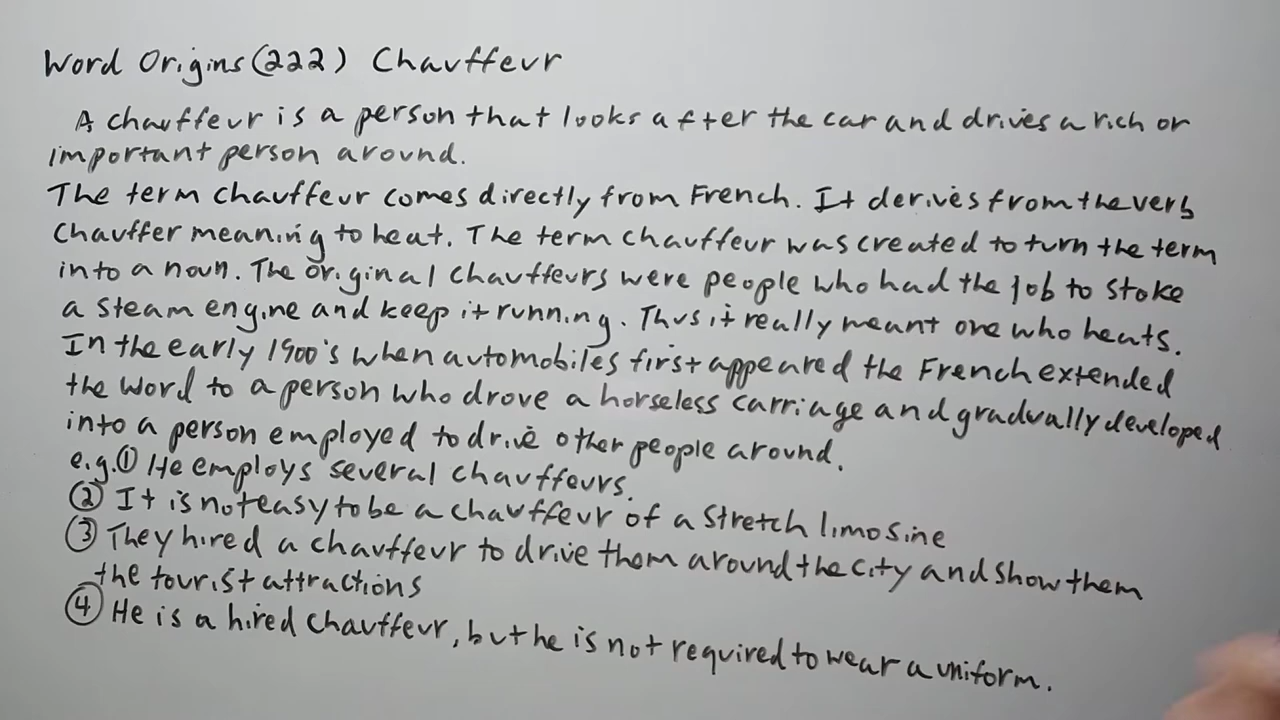 Word Origins (222) Chauffeur
A chauffeur is a person that looks after the car and drives a rich or
important person around.
The term chauffeur comes directly from French. It derives from the verb
Chauffer meaning to heat. The term chauffeur was created to turn the term
into a noun. The original chauffeurs were people who had the job to stoke
a steam engine and keep it running. Thus it really meant one who heats.
In the early 1900's when automobiles first appeared the French extended
the word to a person who drove a horseless carriage and gradually developed
into a person employed to drive other people around.
e.g. ① He employs several chauffeurs.
② It is not easy to be a chauffeur of a stretch limosine
③ They hired a chauffeur to drive them around the city and show them
the tourist attractions
④ He is a hired chauffeur, but he is not required to wear a uniform.